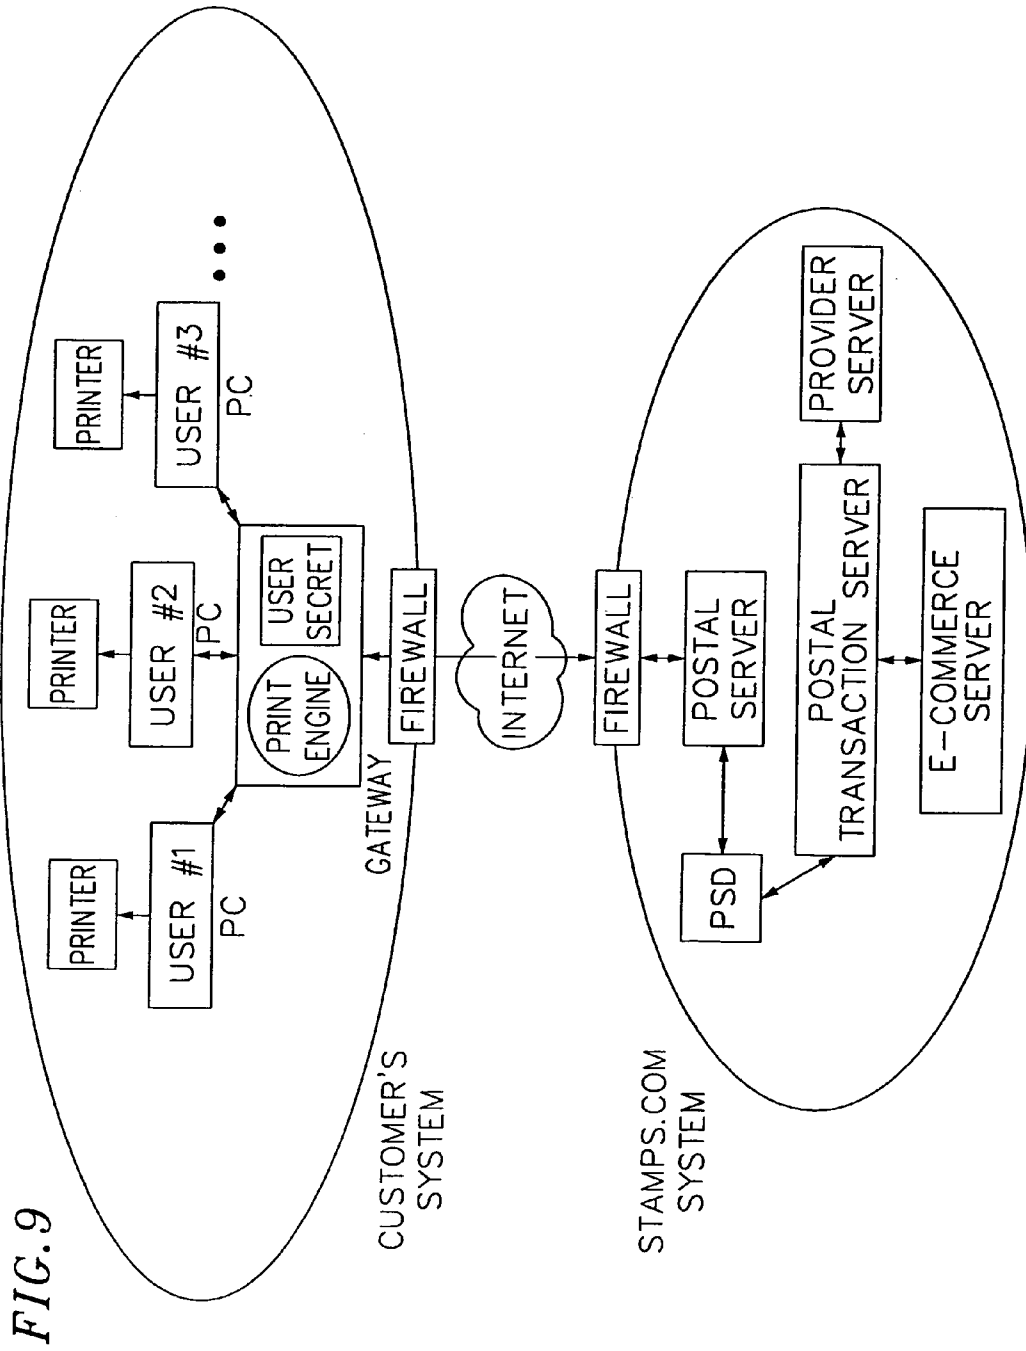 FIG. 9
PRINTER
USER #1
PC
PRINTER
USER #2
PC
PRINTER
USER #3
PC
PRINT
ENGINE
USER
SECRET
GATEWAY
FIREWALL
CUSTOMER'S
SYSTEM
INTERNET
STAMPS.COM
SYSTEM
FIREWALL
PSD
POSTAL
SERVER
POSTAL
TRANSACTION SERVER
PROVIDER
SERVER
E-COMMERCE
SERVER